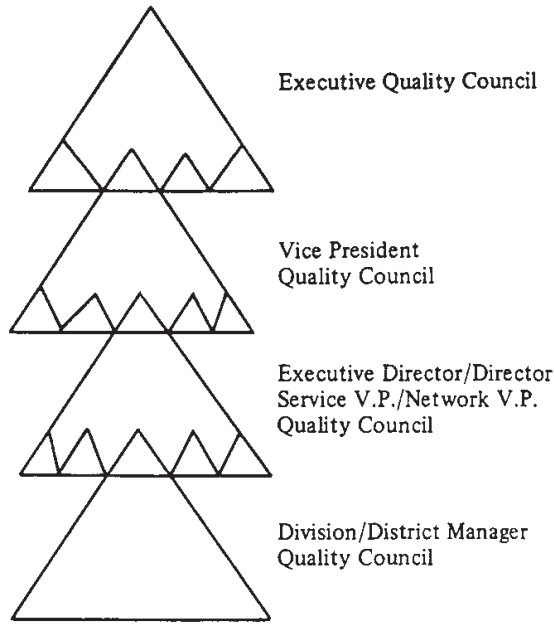 Executive Quality Council
Vice President
Quality Council
Executive Director/Director
Service V.P./Network V.P.
Quality Council
Division/District Manager
Quality Council